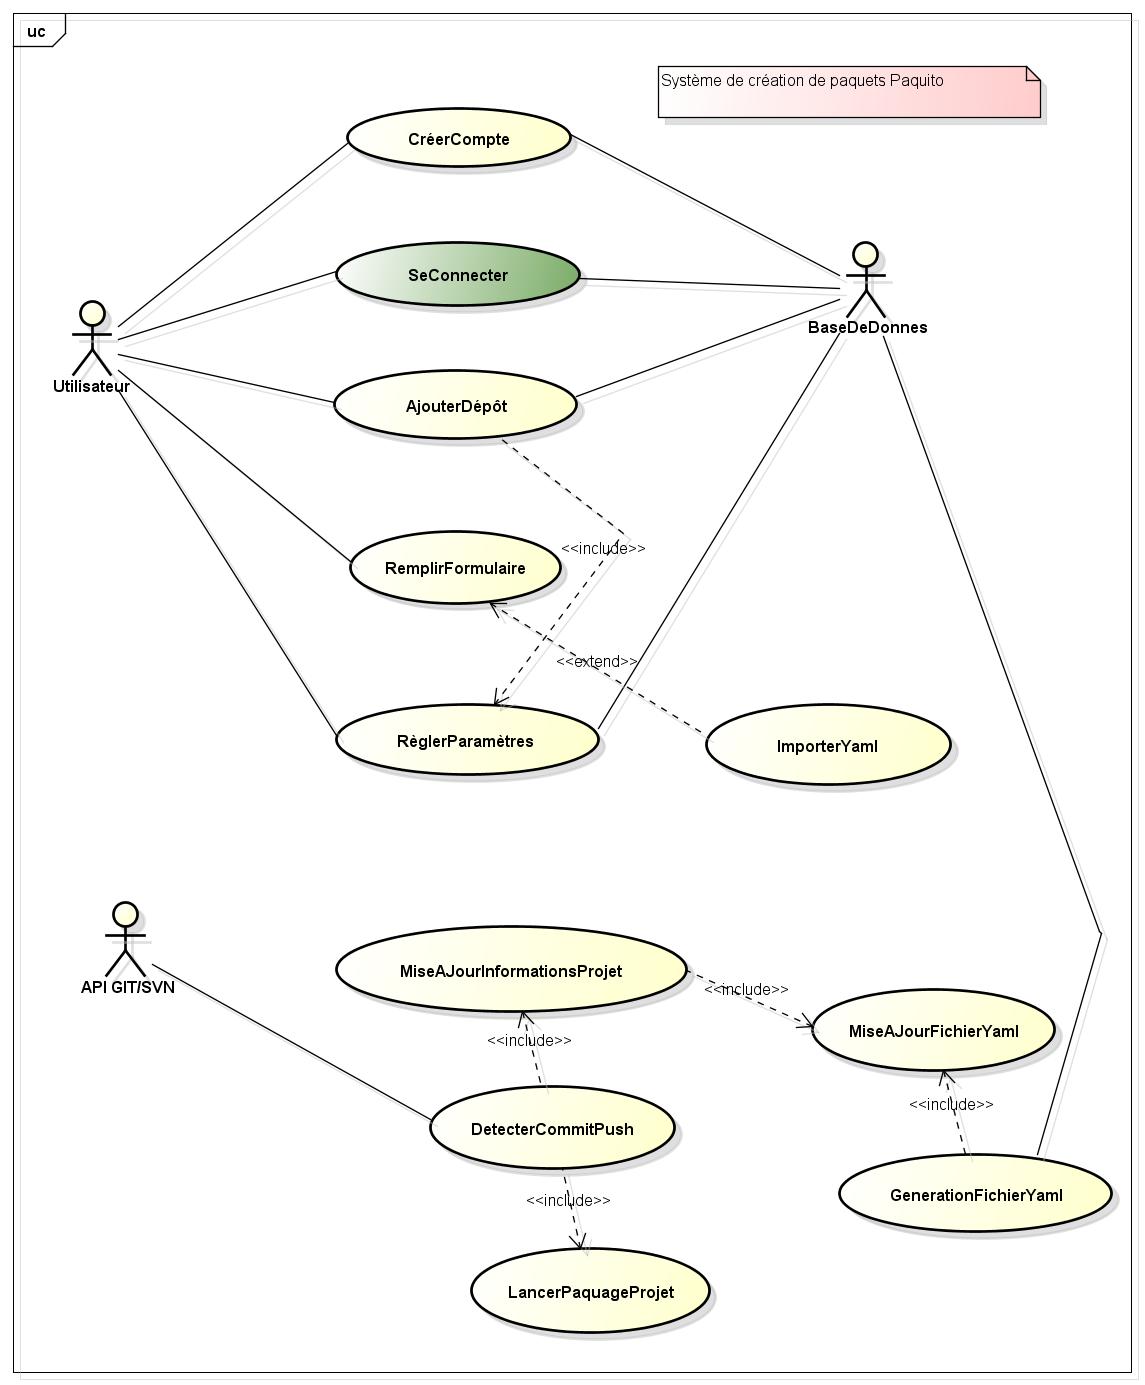 uc
Système de création de paquets Paquito
CréerCompte
SeConnecter
BaseDeDonnes
Utilisateur
AjouterDépôt
<<include>>
RemplirFormulaire
<<extend>>
RèglerParamètres
ImporterYaml
API GIT/SVN
MiseAJourInformationsProjet
<<include>>
MiseAJourFichierYaml
<<include>>
<<include>>
DetecterCommitPush
GenerationFichierYaml
<<include>>
LancerPaquageProjet